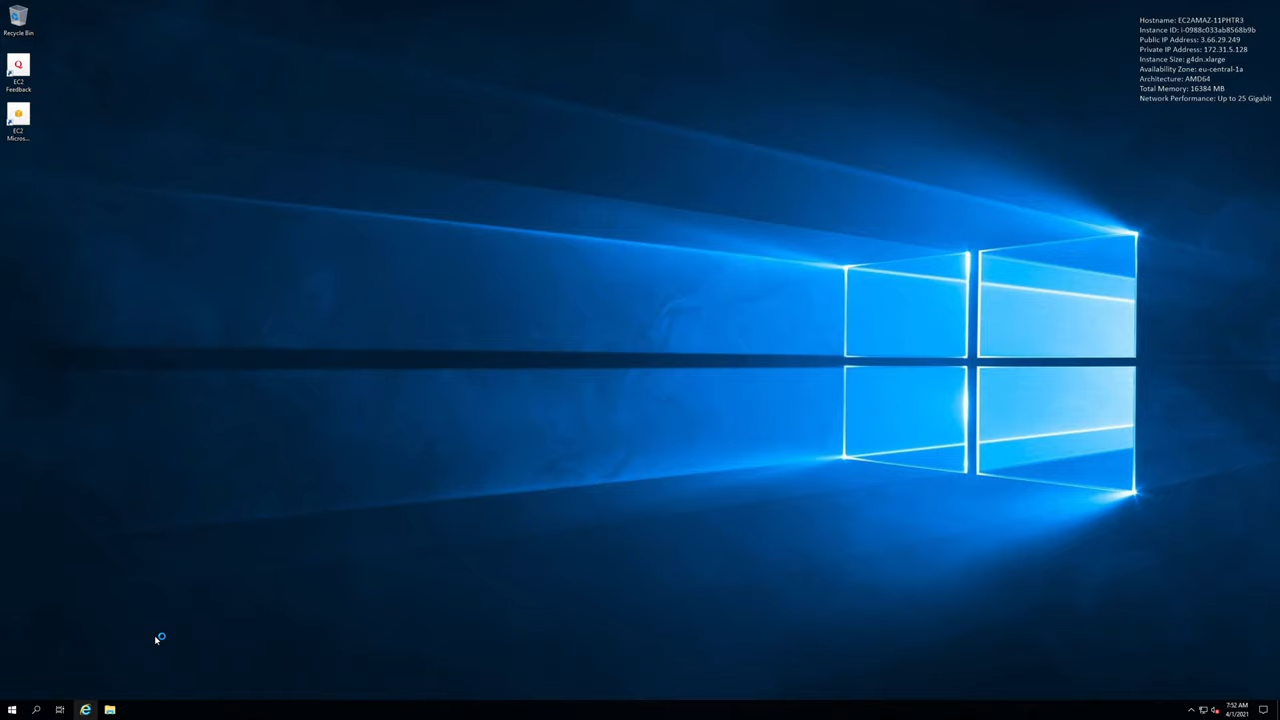 Hostname: EC2AMAZ-11PHTR3
Instance ID: i-0988c033ab8568b9b
Public IP Address: 3.66.29.249
Private IP Address: 172.31.5.128
Instance Size: g4dn.xlarge
Availability Zone: eu-central-1a
Architecture: AMD64
Total Memory: 16384 MB
Network Performance: Up to 25 Gigabit
Recycle Bin
Q
EC2
Feedback
EC2
Micros...
7:52 AM
4/1/2021